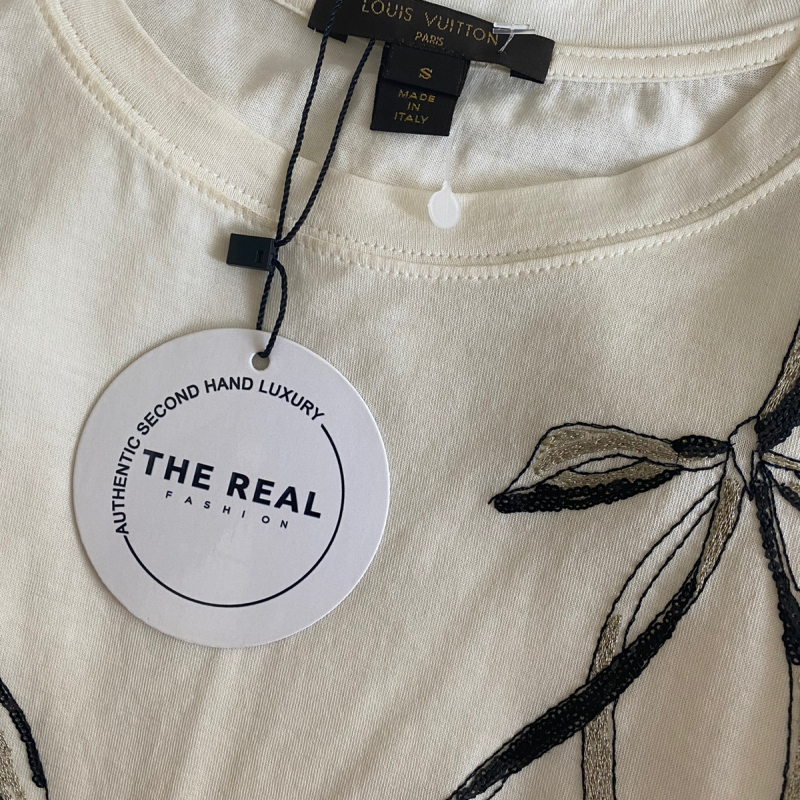 LOUIS VUITTON
PARIS
S
MADE
IN
ITALY
AUTHENTIC SECOND HAND LUXURY
THE REAL
FASHION